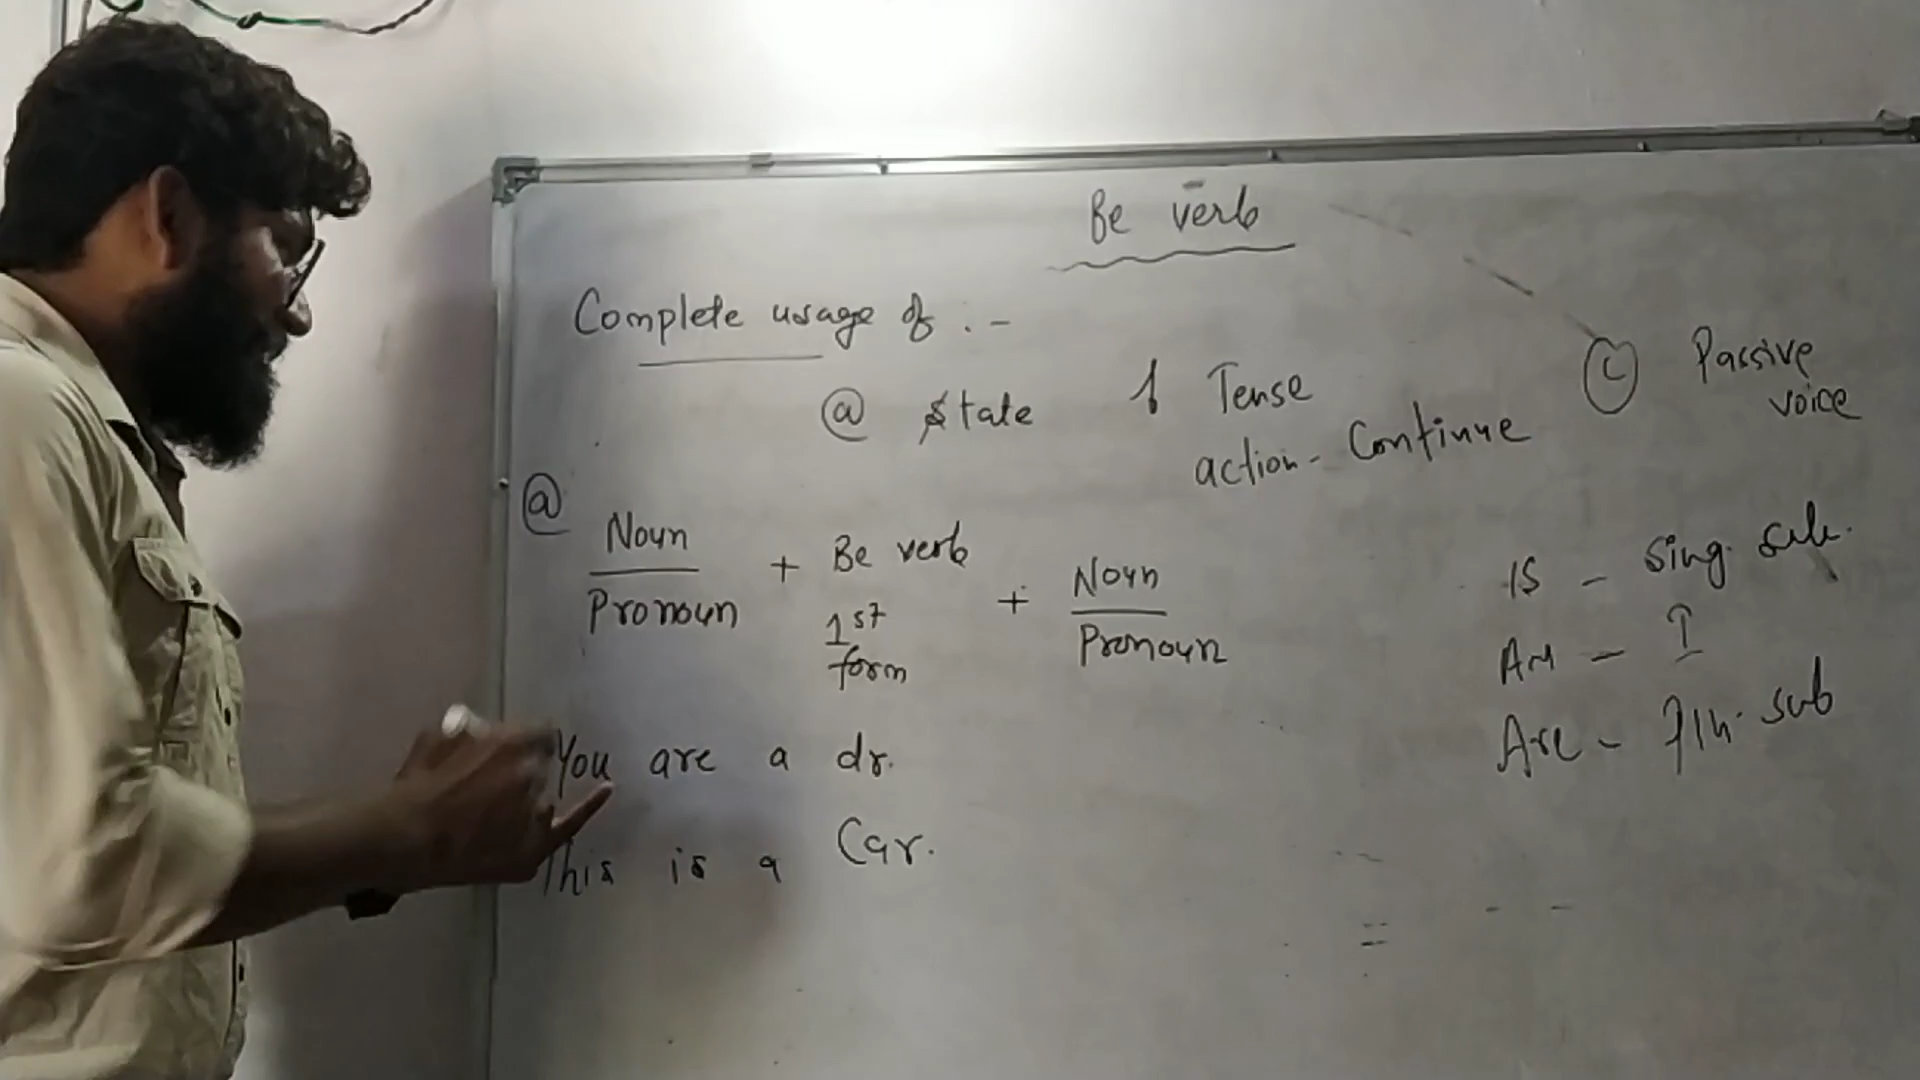 Be verb
Complete usage of :-
@ State
Tense
action - Continue
C Passive voice
@
Noun
Pronoun
+ Be verb
1st
form
+ Noun
Pronoun
IS - Sing. sub.
AM - I
Are - Plu. sub
You are a dr.
This is a Car.